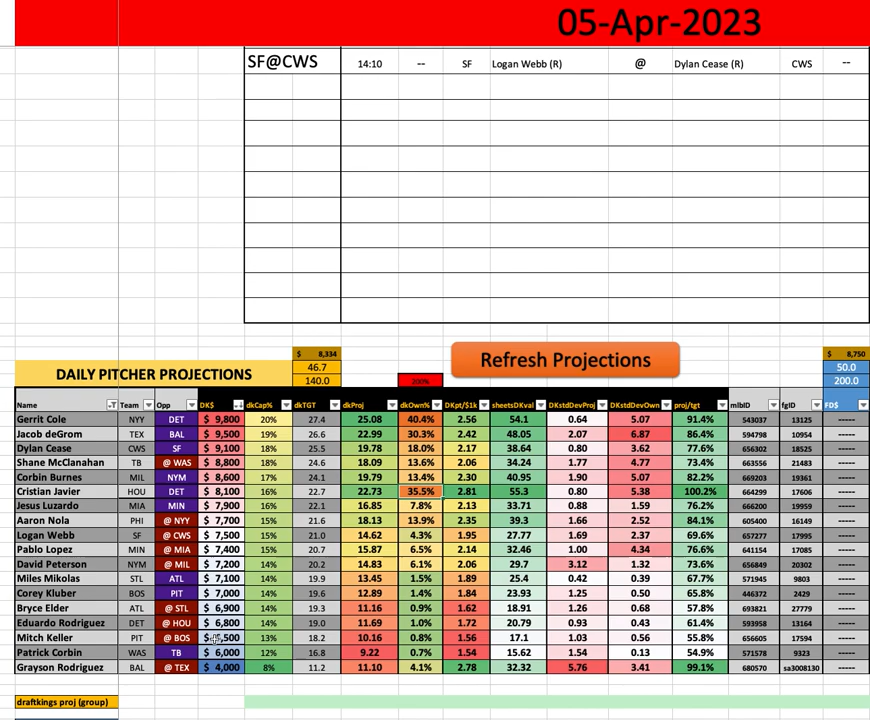 05-Apr-2023
SF@CWS 14:10 -- SF Logan Webb (R) @ Dylan Cease (R) CWS --
$ 8,334 $ 8,750
46.7 50.0
140.0 200% 200.0
DAILY PITCHER PROJECTIONS
Refresh Projections
Name Team Opp DK$ dkCap% dkTGT dkProj dkOwn% DKpt/$1k sheetsDKval DKstdDevProj DKstdDevOwn proj/tgt mlbID fgID FD$
Gerrit Cole NYY DET $ 9,800 20% 27.4 25.08 40.4% 2.56 54.1 0.64 5.07 91.4% 543037 13125 -----
Jacob deGrom TEX BAL $ 9,500 19% 26.6 22.99 30.3% 2.42 48.05 2.07 6.87 86.4% 594798 10954 -----
Dylan Cease CWS SF $ 9,100 18% 25.5 19.78 18.0% 2.17 38.64 0.80 3.62 77.6% 656302 18525 -----
Shane McClanahan TB @ WAS $ 8,800 18% 24.6 18.09 13.6% 2.06 34.24 1.77 4.77 73.4% 663556 21483 -----
Corbin Burnes MIL NYM $ 8,600 17% 24.1 19.79 13.4% 2.30 40.95 1.90 5.07 82.2% 669203 19361 -----
Cristian Javier HOU DET $ 8,100 16% 22.7 22.73 35.5% 2.81 55.3 0.80 5.38 100.2% 664299 17606 -----
Jesus Luzardo MIA MIN $ 7,900 16% 22.1 16.85 7.8% 2.13 33.71 0.88 1.59 76.2% 666200 19959 -----
Aaron Nola PHI @ NYY $ 7,700 15% 21.6 18.13 13.9% 2.35 39.3 1.66 2.52 84.1% 605400 16149 -----
Logan Webb SF @ CWS $ 7,500 15% 21.0 14.62 4.3% 1.95 27.77 1.69 2.37 69.6% 657277 17995 -----
Pablo Lopez MIN @ MIA $ 7,400 15% 20.7 15.87 6.5% 2.14 32.46 1.00 4.34 76.6% 641154 17085 -----
David Peterson NYM @ MIL $ 7,200 14% 20.2 14.83 6.1% 2.06 29.7 3.12 1.32 73.6% 656849 20302 -----
Miles Mikolas STL ATL $ 7,100 14% 19.9 13.45 1.5% 1.89 25.4 0.42 0.39 67.7% 571945 9803 -----
Corey Kluber BOS PIT $ 7,000 14% 19.6 12.89 1.4% 1.84 23.93 1.25 0.50 65.8% 446372 2429 -----
Bryce Elder ATL @ STL $ 6,900 14% 19.3 11.16 0.9% 1.62 18.91 1.26 0.68 57.8% 693821 27779 -----
Eduardo Rodriguez DET @ HOU $ 6,800 14% 19.0 11.69 1.0% 1.72 20.79 0.93 0.43 61.4% 593958 13164 -----
Mitch Keller PIT @ BOS $ 500 13% 18.2 10.16 0.8% 1.56 17.1 1.03 0.56 55.8% 656605 17594 -----
Patrick Corbin WAS TB $ 6,000 12% 16.8 9.22 0.7% 1.54 15.62 1.54 0.13 54.9% 571578 9323 -----
Grayson Rodriguez BAL @ TEX $ 4,000 8% 11.2 11.10 4.1% 2.78 32.32 5.76 3.41 99.1% 680570 sa3008130 -----
draftkings proj (group)